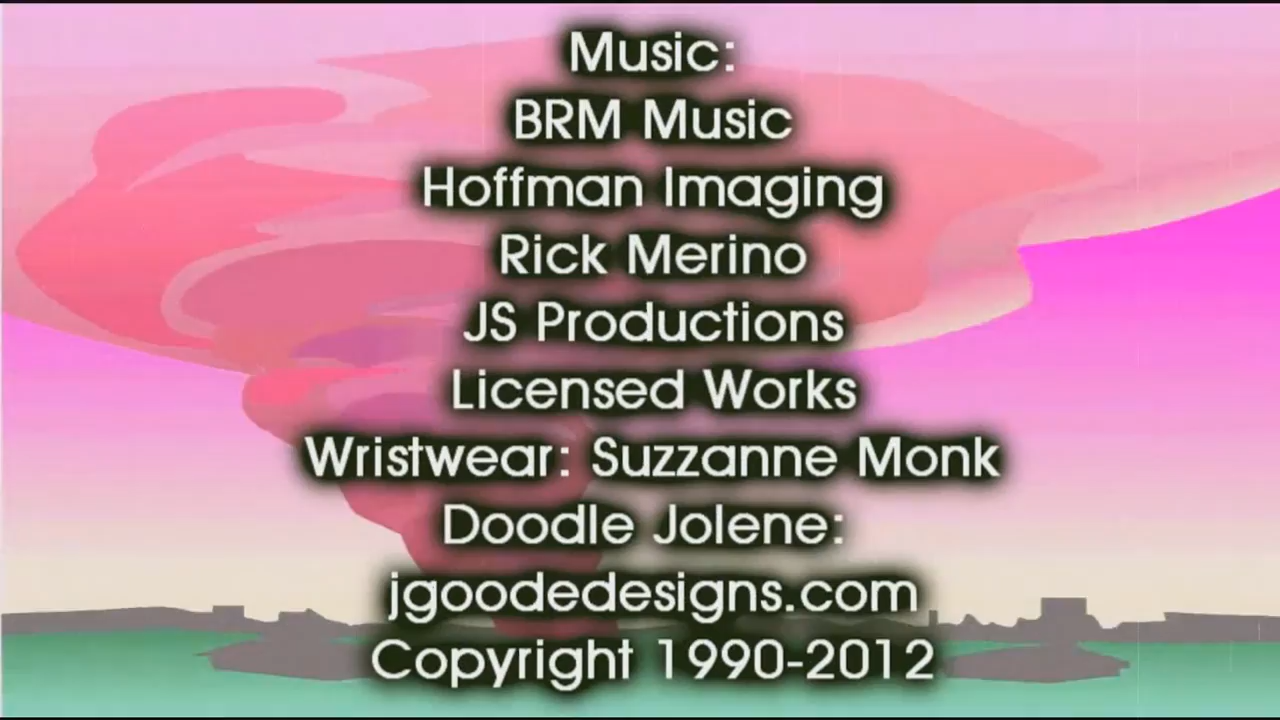 Music:
BRM Music
Hoffman Imaging
Rick Merino
JS Productions
Licensed Works
Wristwear: Suzzanne Monk
Doodle Jolene:
jgoodedesigns.com
Copyright 1990-2012